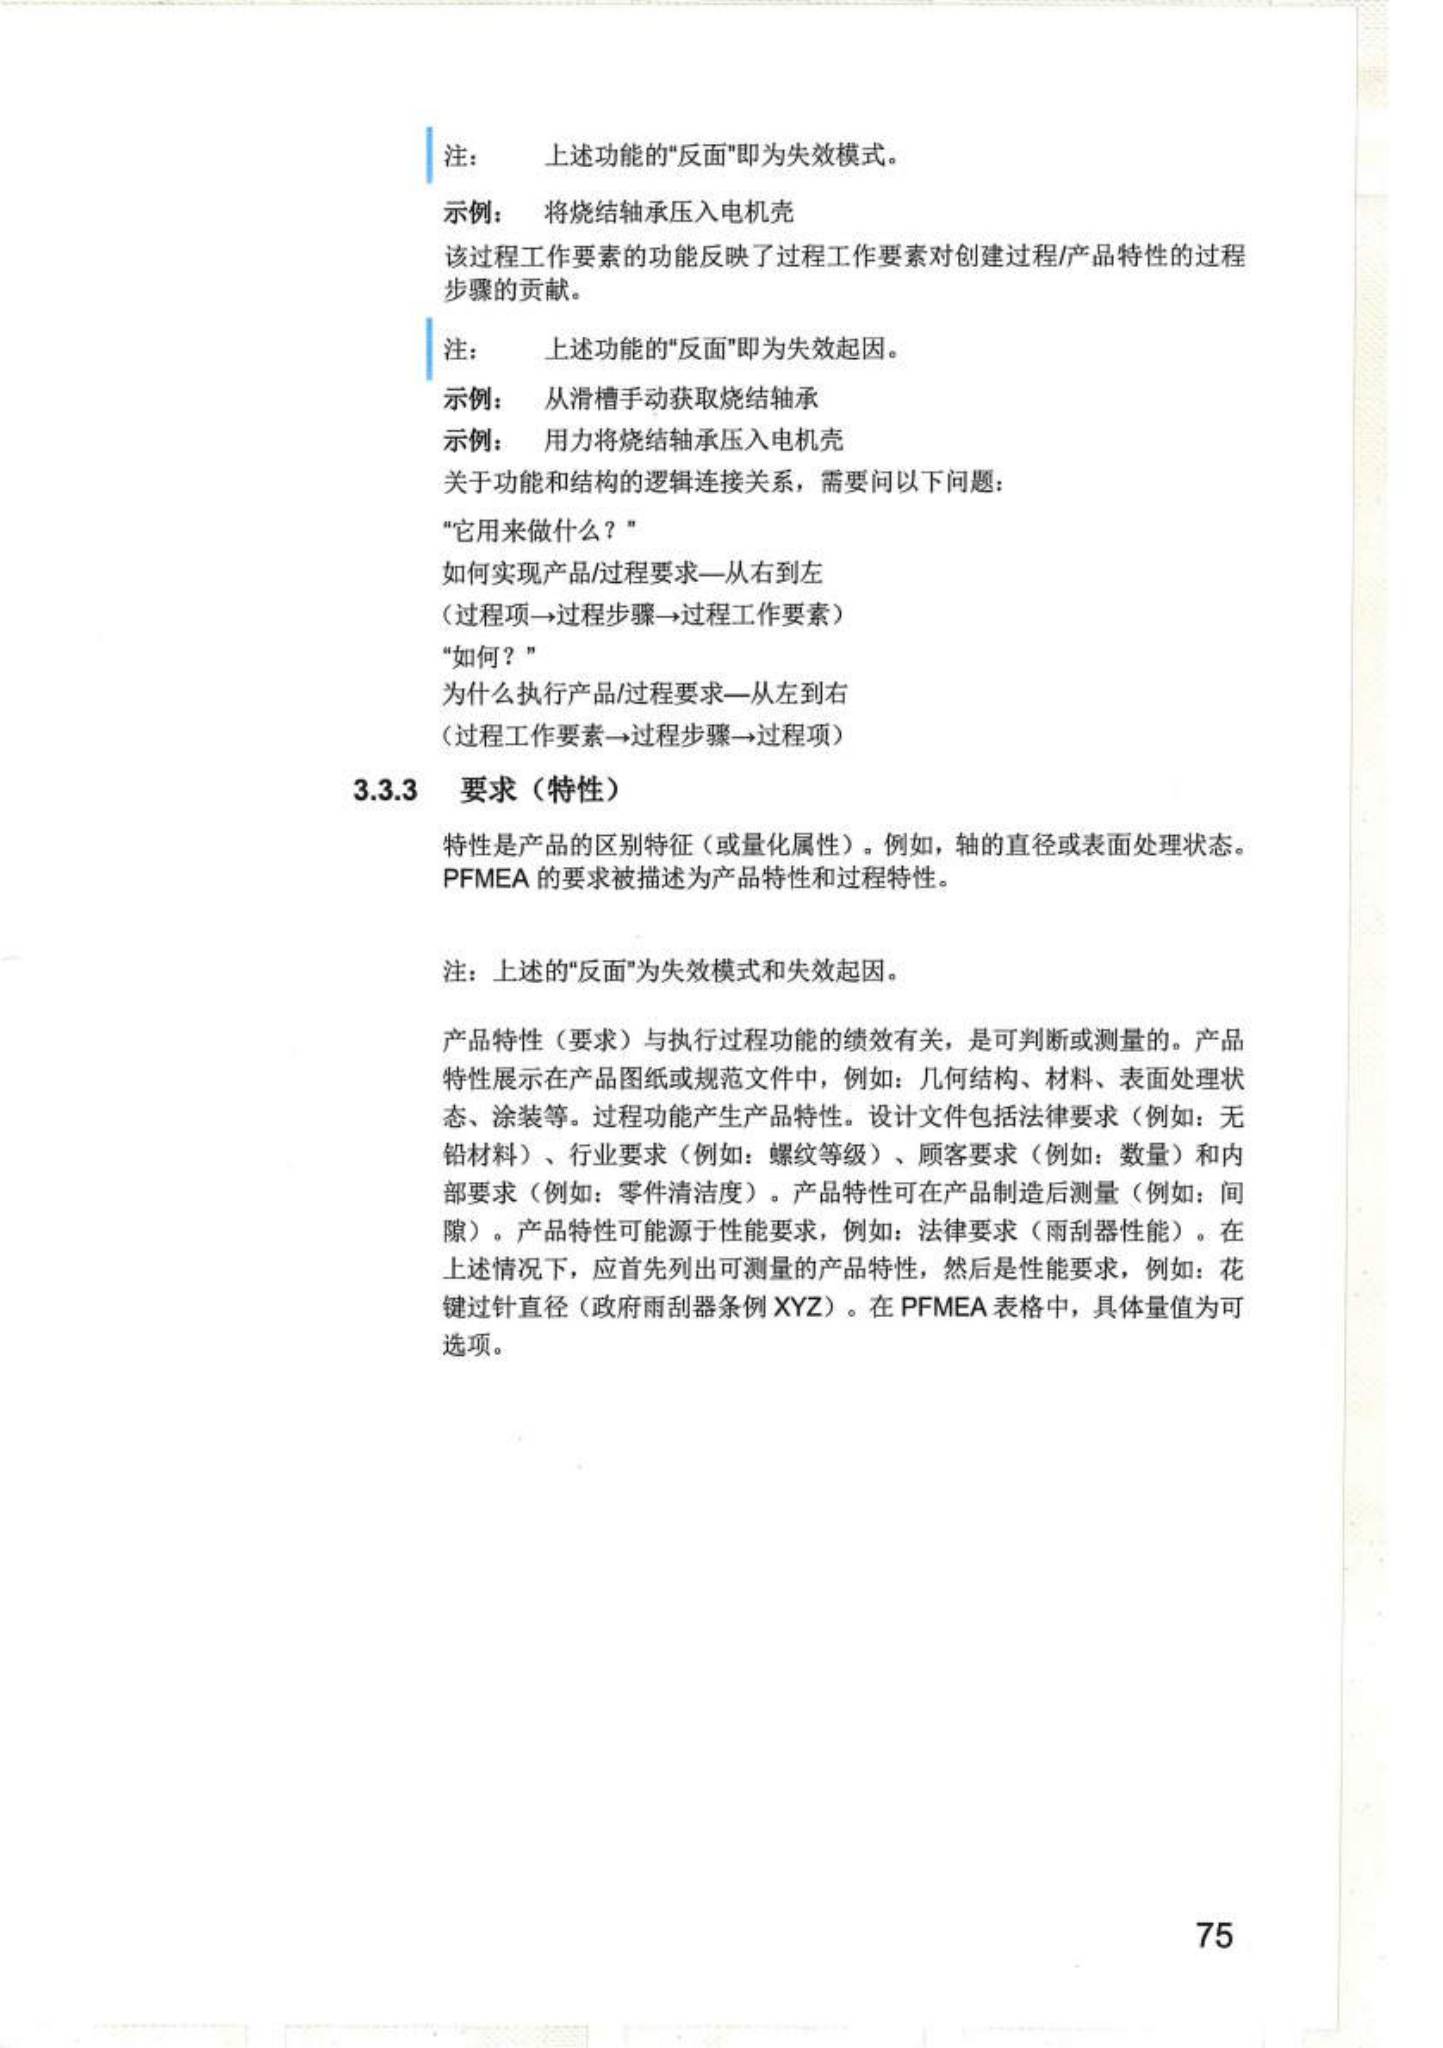 注： 上述功能的“反面”即为失效模式。
示例： 将烧结轴承压入电机壳
该过程工作要素的功能反映了过程工作要素对创建过程/产品特性的过程
步骤的贡献。
注： 上述功能的“反面”即为失效起因。
示例： 从滑槽手动获取烧结轴承
示例： 用力将烧结轴承压入电机壳
关于功能和结构的逻辑连接关系，需要问以下问题：
“它用来做什么？”
如何实现产品/过程要求—从右到左
（过程项→过程步骤→过程工作要素）
“如何？”
为什么执行产品/过程要求—从左到右
（过程工作要素→过程步骤→过程项）
3.3.3 要求（特性）
特性是产品的区别特征（或量化属性）。例如，轴的直径或表面处理状态。
PFMEA 的要求被描述为产品特性和过程特性。
注：上述的“反面”为失效模式和失效起因。
产品特性（要求）与执行过程功能的绩效有关，是可判断或测量的。产品
特性展示在产品图纸或规范文件中，例如：几何结构、材料、表面处理状
态、涂装等。过程功能产生产品特性。设计文件包括法律要求（例如：无
铅材料）、行业要求（例如：螺纹等级）、顾客要求（例如：数量）和内
部要求（例如：零件清洁度）。产品特性可在产品制造后测量（例如：间
隙）。产品特性可能源于性能要求，例如：法律要求（雨刮器性能）。在
上述情况下，应首先列出可测量的产品特性，然后是性能要求，例如：花
键过针直径（政府雨刮器条例 XYZ）。在 PFMEA 表格中，具体量值为可
选项。
75